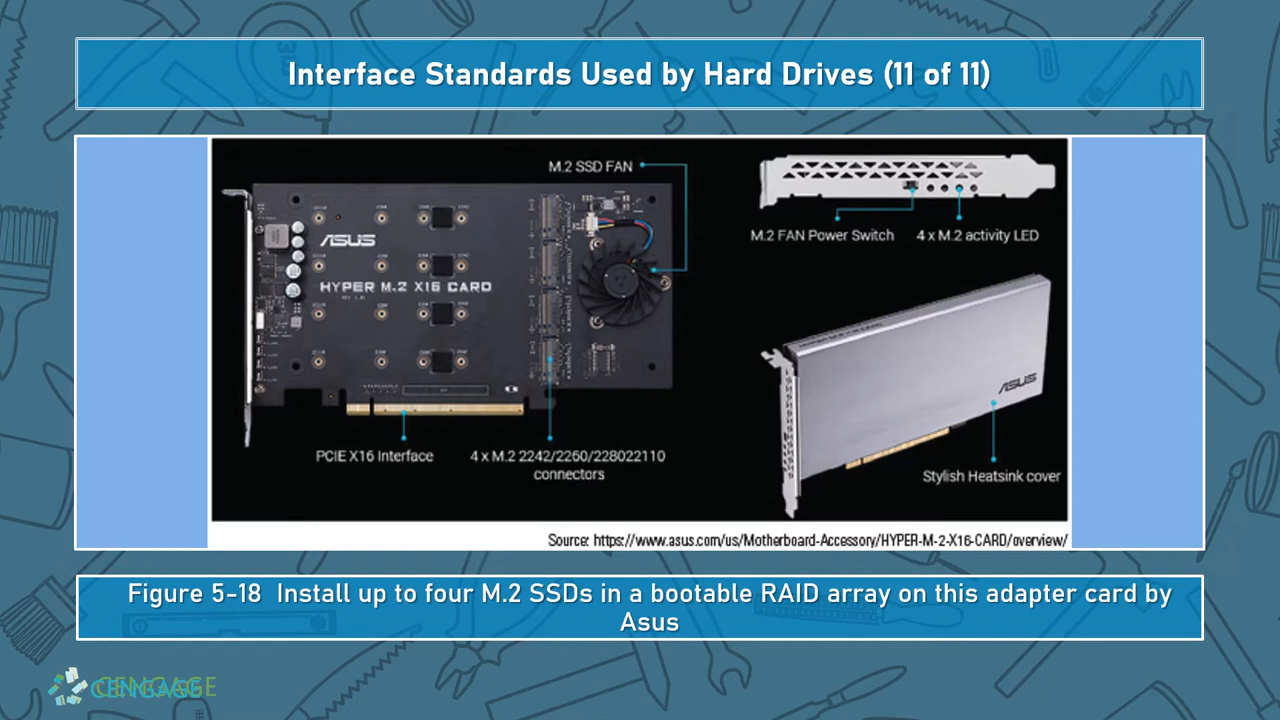 Interface Standards Used by Hard Drives (11 of 11)
M.2 SSD FAN
M.2 FAN Power Switch
4 x M.2 activity LED
ASUS
HYPER M.2 X16 CARD
ASUS
PCIE X16 Interface
4 x M.2 2242/2260/228022110
connectors
Stylish Heatsink cover
Source: https://www.asus.com/us/Motherboard-Accessory/HYPER-M-2-X16-CARD/overview/
Figure 5-18 Install up to four M.2 SSDs in a bootable RAID array on this adapter card by
Asus
CENGAGE